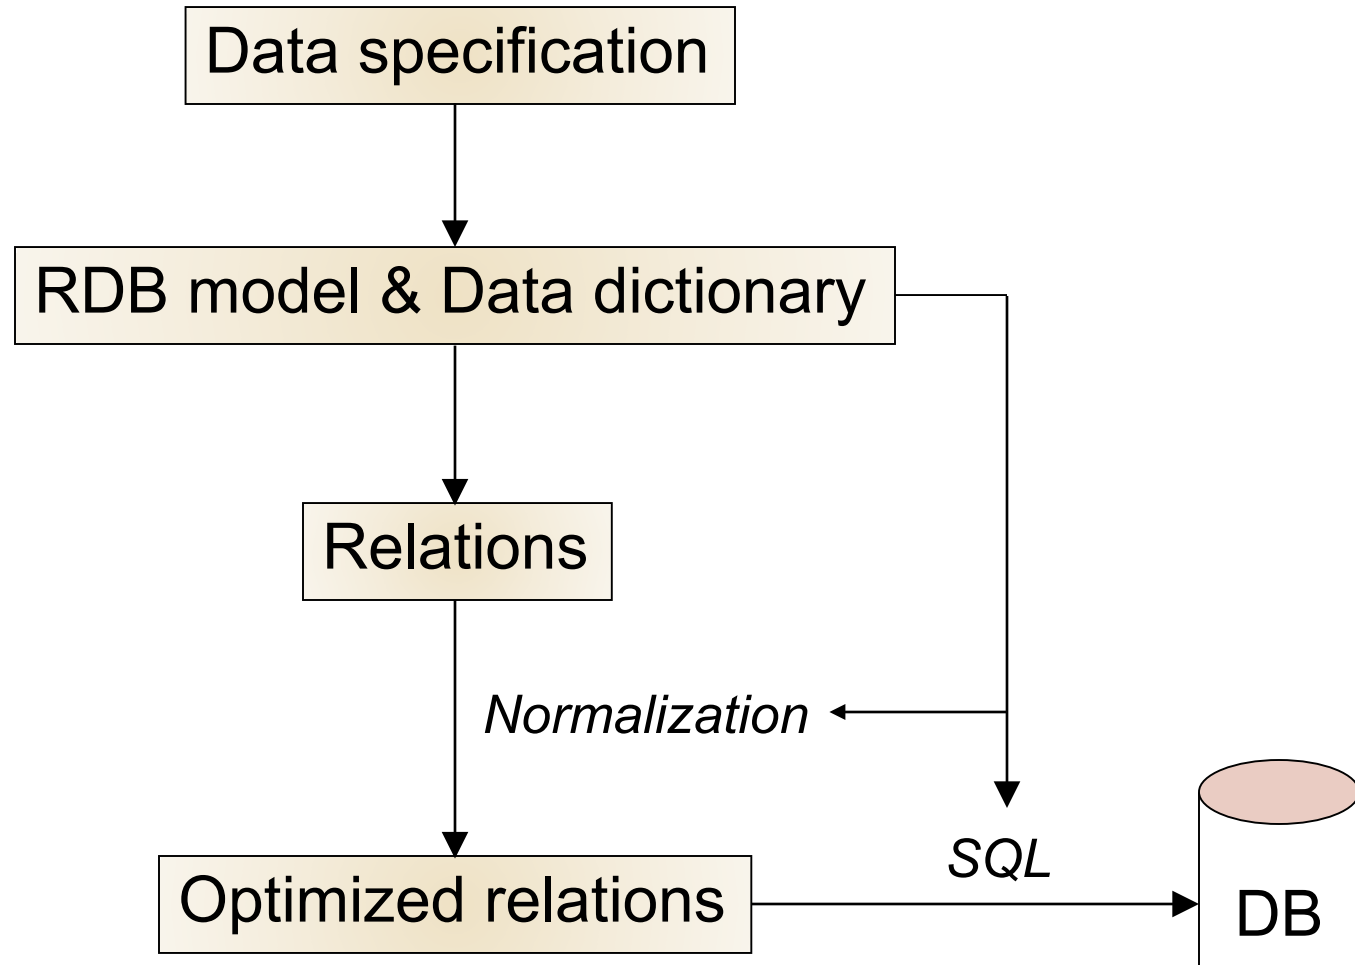 Data specification
RDB model & Data dictionary
Relations
Normalization
SQL
Optimized relations
DB